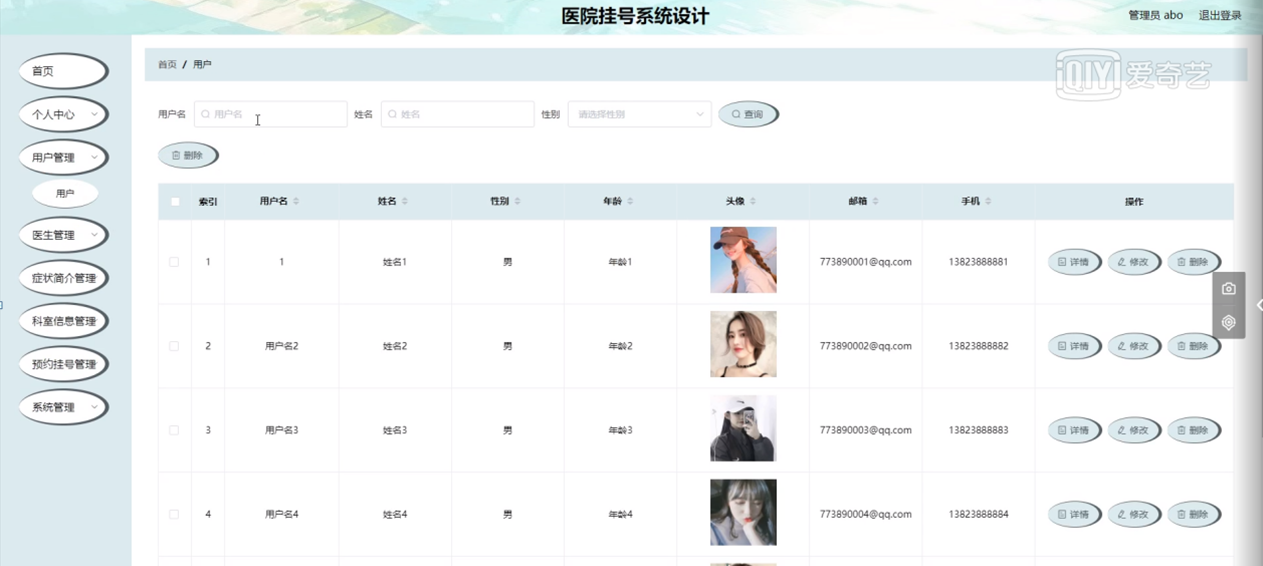 医院挂号系统设计
管理员 abo 退出登录
iQIYI 爱奇艺
首页
个人中心
用户管理
用户
医生管理
症状简介管理
科室信息管理
预约挂号管理
系统管理
首页 / 用户
用户名 用户名 姓名 姓名 性别 请选择性别 查询
删除
索引 用户名 姓名 性别 年龄 头像 邮箱 手机 操作
1 1 姓名1 男 年龄1 773890001@qq.com 13823888881 详情 修改 删除
2 用户名2 姓名2 男 年龄2 773890002@qq.com 13823888882 详情 修改 删除
3 用户名3 姓名3 男 年龄3 773890003@qq.com 13823888883 详情 修改 删除
4 用户名4 姓名4 男 年龄4 773890004@qq.com 13823888884 详情 修改 删除